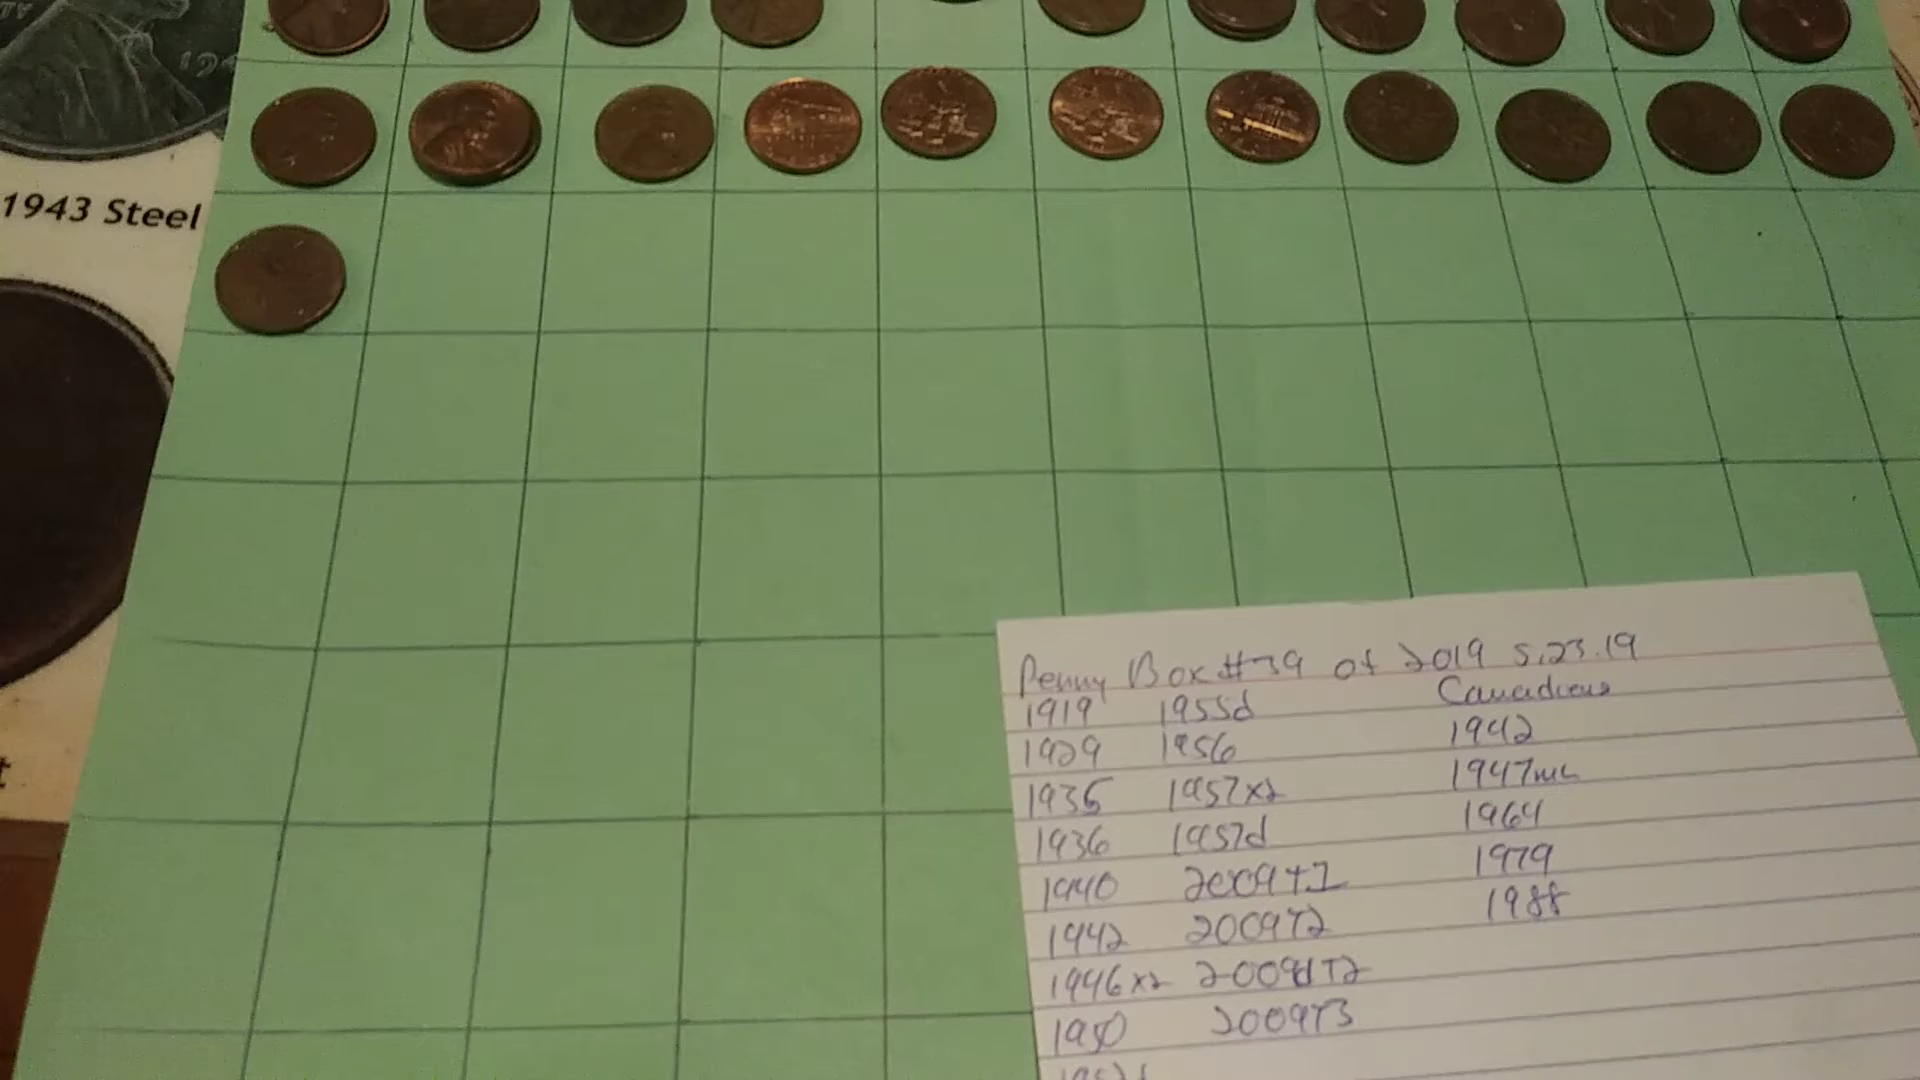 194
1943 Steel
t
Penny Box #39 of 2019 5.23.19
1919 1955d Canadians
1929 1956 1942
1935 1957x2 1947mL
1936 1957d 1964
1940 2009T1 1979
1942 2009T2 1988
1946x2 2009dT2
1950 2009T3